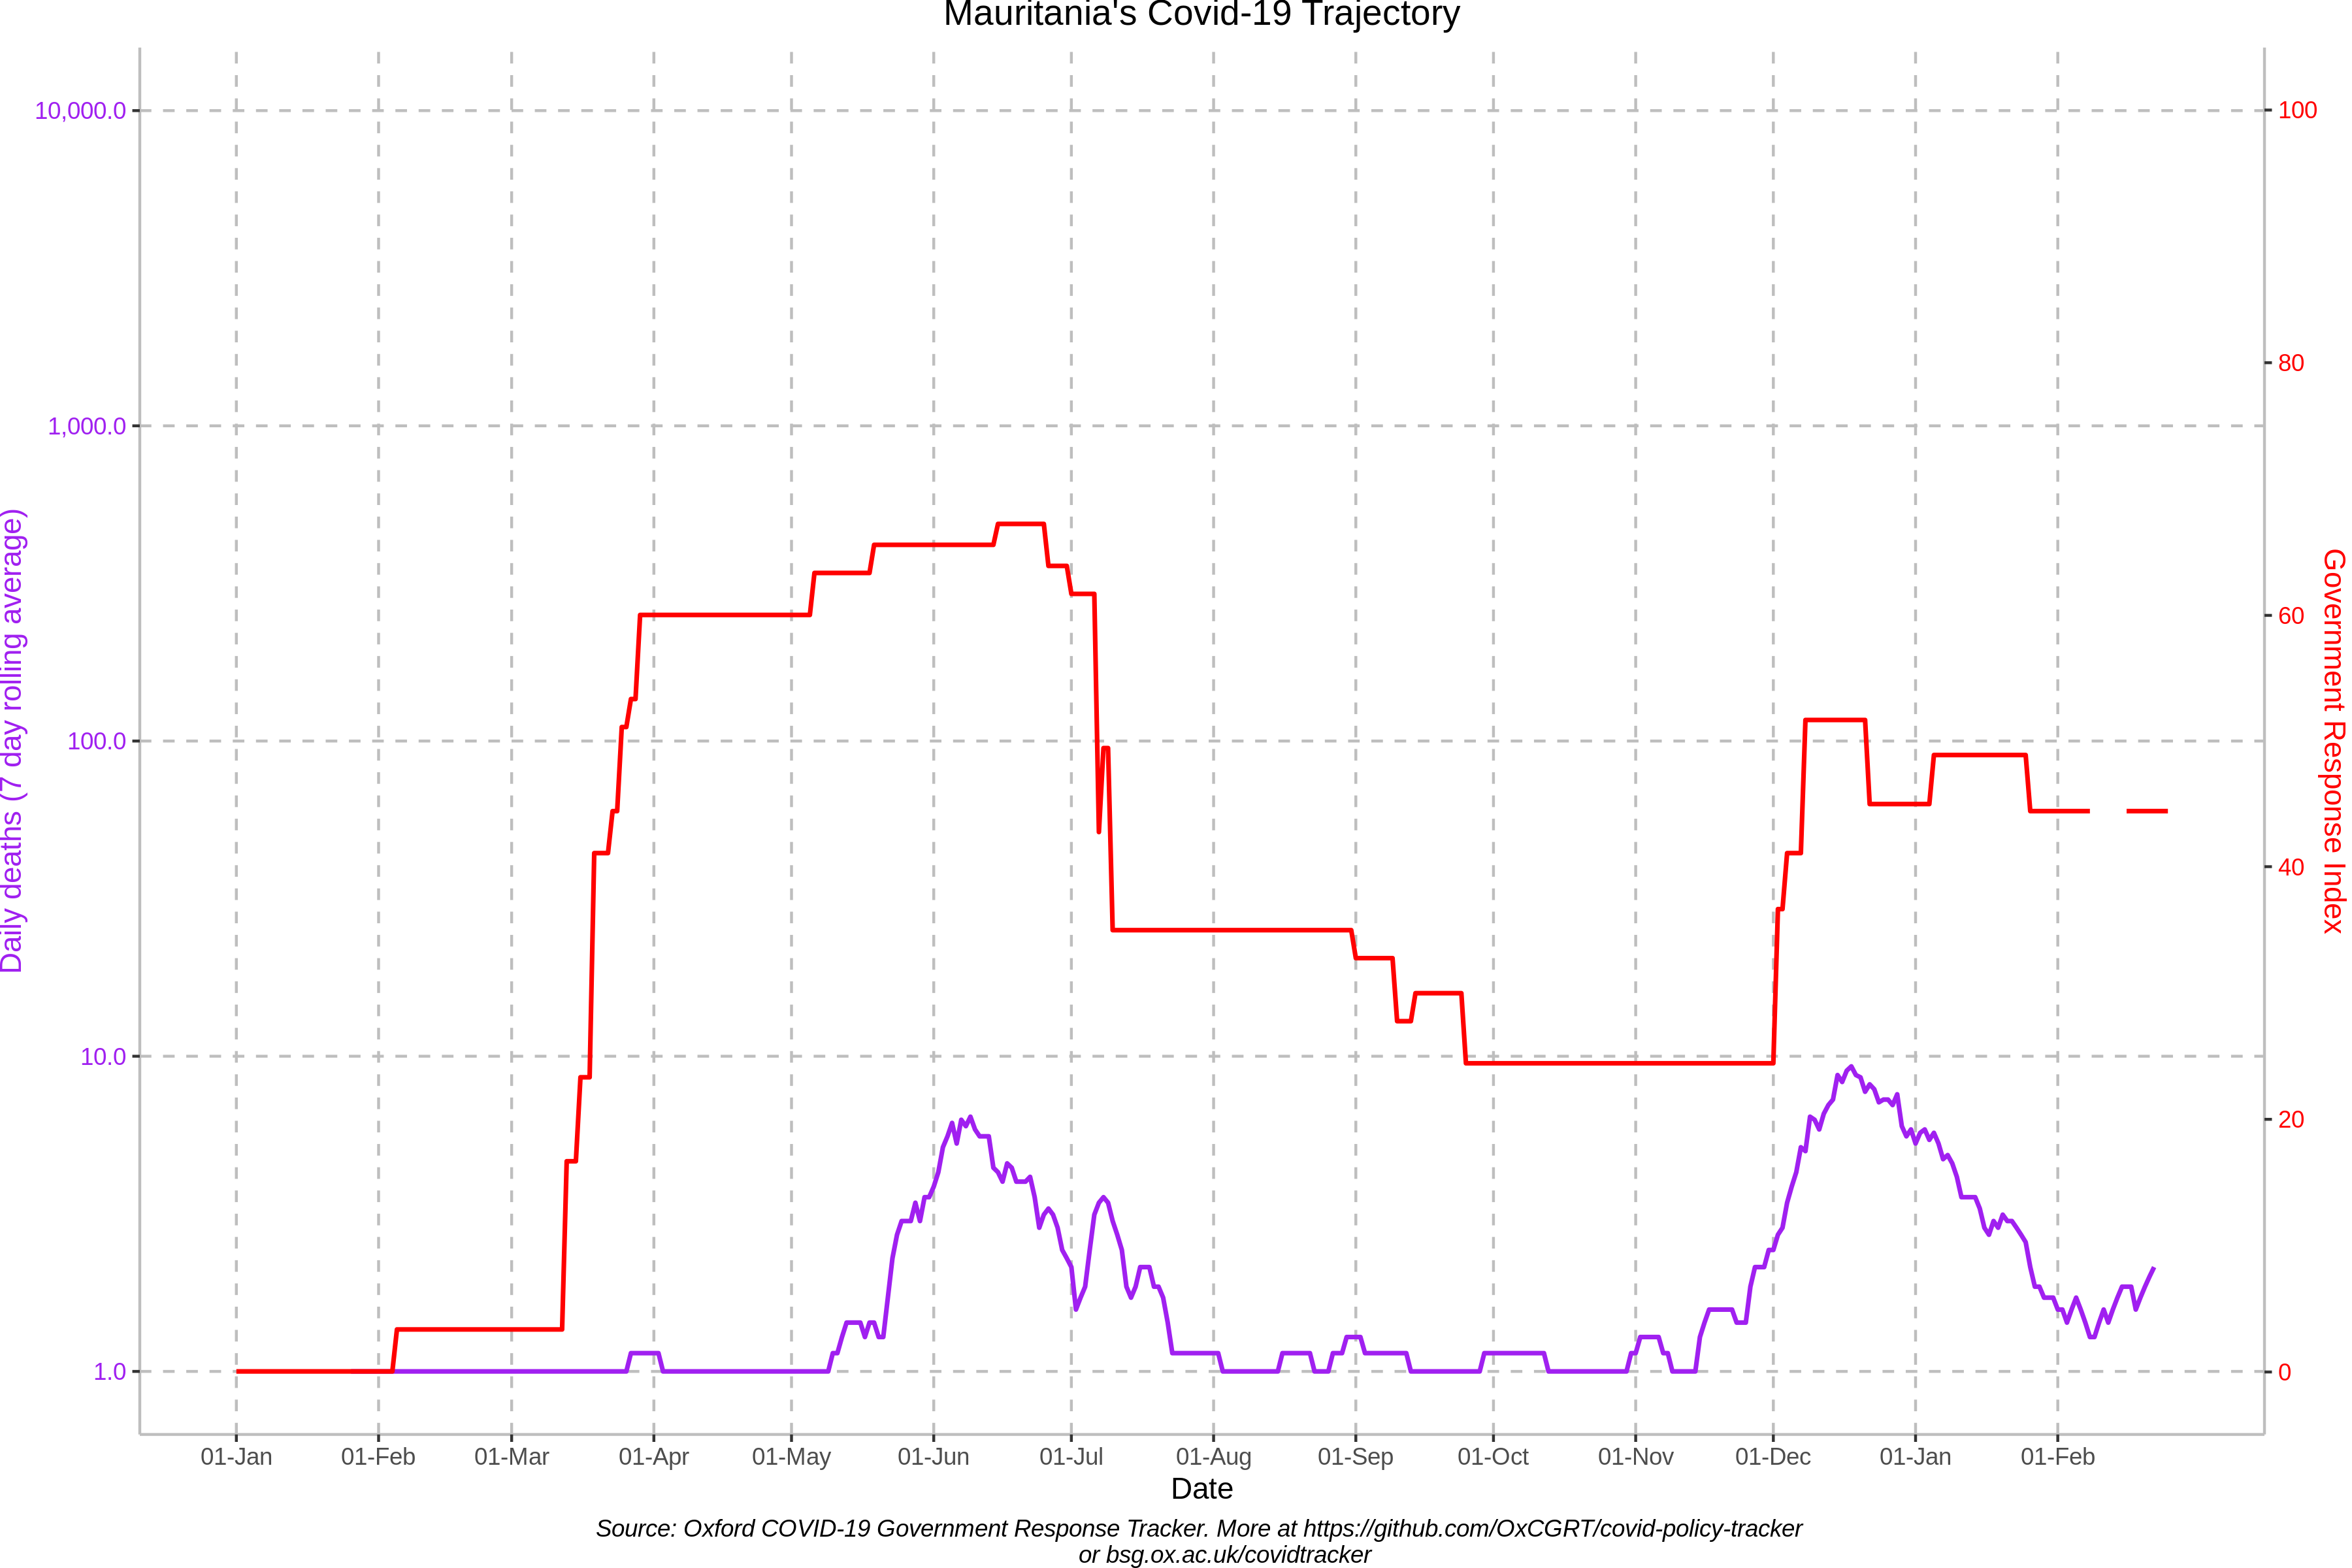 Mauritania's Covid-19 Trajectory
Daily deaths (7 day rolling average)
10,000.0
1,000.0
100.0
10.0
1.0
100
80
60
40
20
0
Government Response Index
01-Jan 01-Feb 01-Mar 01-Apr 01-May 01-Jun 01-Jul 01-Aug 01-Sep 01-Oct 01-Nov 01-Dec 01-Jan 01-Feb
Date
Source: Oxford COVID-19 Government Response Tracker. More at https://github.com/OxCGRT/covid-policy-tracker
or bsg.ox.ac.uk/covidtracker